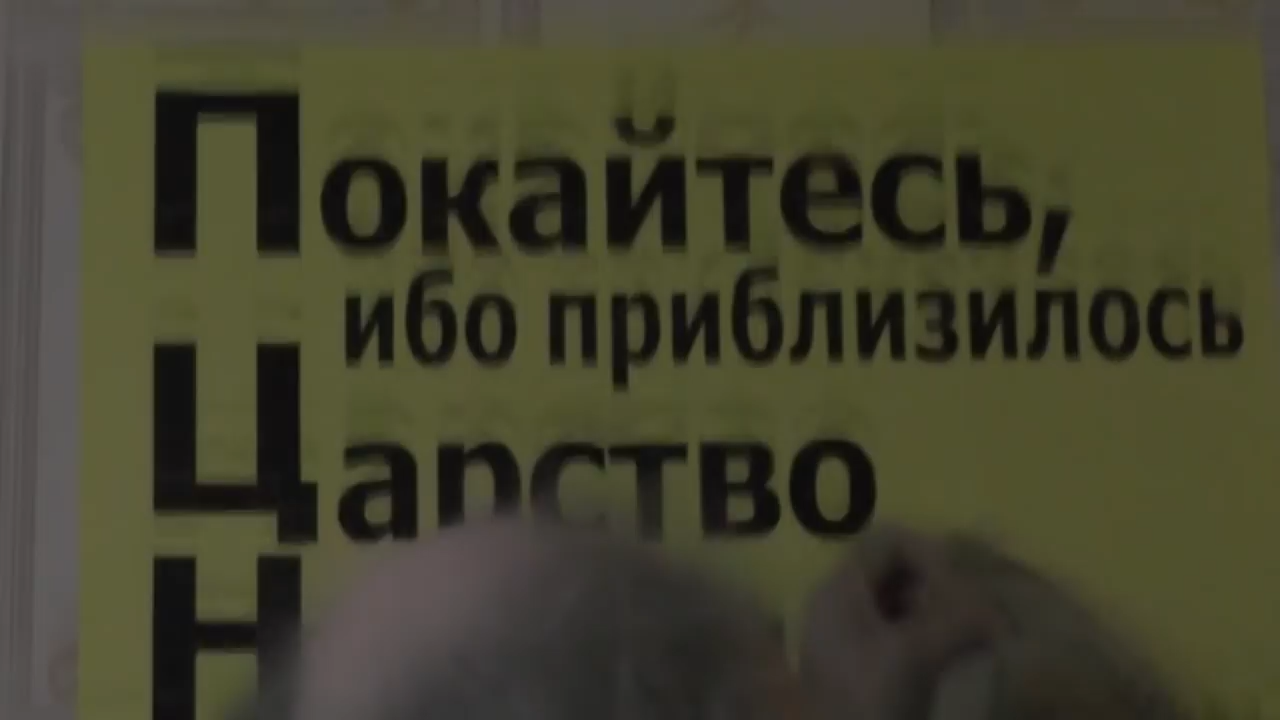 Покайтесь,
ибо приблизилось
Царство